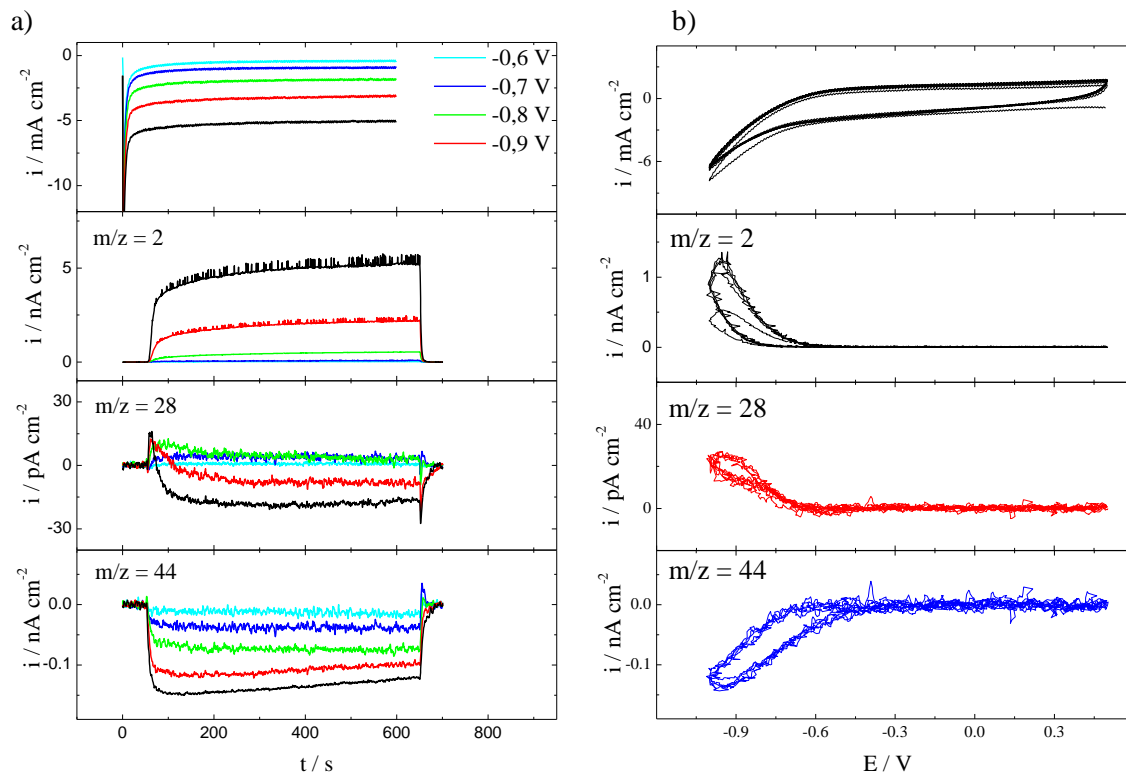 a)
0
-5
-10
i / mA cm-2
-0,6 V
-0,7 V
-0,8 V
-0,9 V
m/z = 2
5
0
i / nA cm-2
m/z = 28
30
0
-30
i / pA cm-2
m/z = 44
0.0
-0.1
i / nA cm-2
0 200 400 600 800
t / s
b)
0
-6
i / mA cm-2
m/z = 2
1
0
i / nA cm-2
m/z = 28
40
0
i / pA cm-2
m/z = 44
0.0
-0.1
i / nA cm-2
-0.9 -0.6 -0.3 0.0 0.3
E / V